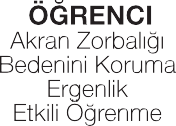 ÖĞRENCI
Akran Zorbalığı
Bedenini Koruma
Ergenlik
Etkili Öğrenme